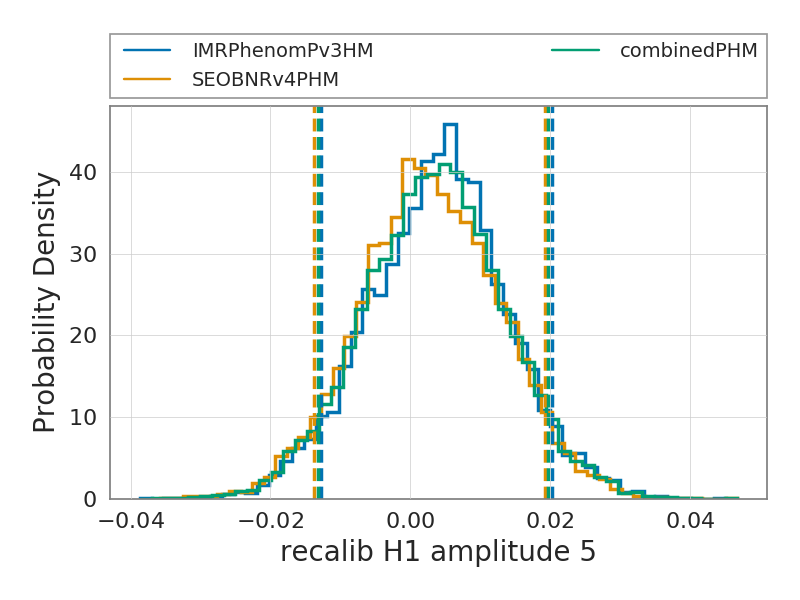 IMRPhenomPv3HM
SEOBNRv4PHM
combinedPHM
Probability Density
40
30
20
10
0
−0.04 −0.02 0.00 0.02 0.04
recalib H1 amplitude 5